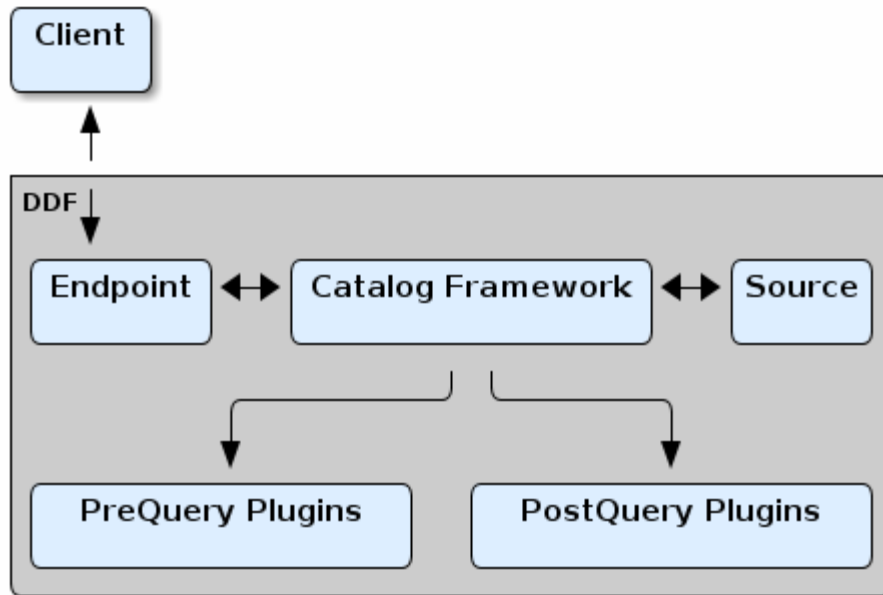 Client
DDF
Endpoint
Catalog Framework
Source
PreQuery Plugins
PostQuery Plugins